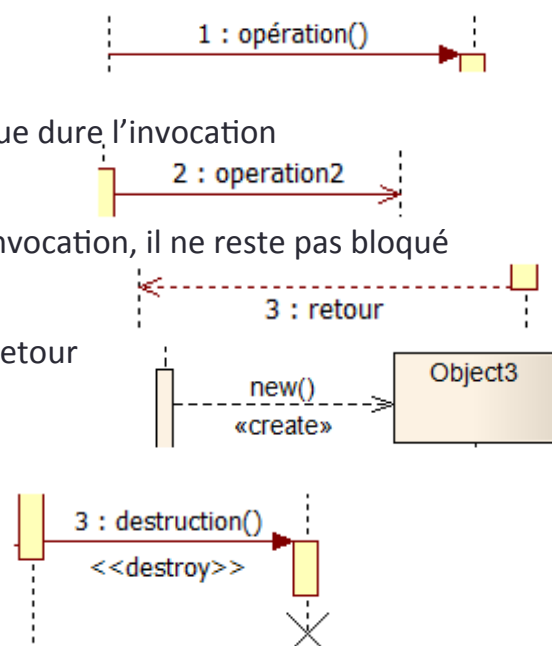 1 : opération()
ue dure l’invocation
2 : operation2
nvocation, il ne reste pas bloqué
3 : retour
etour
Object3
new()
«create»
3 : destruction()
<<destroy>>